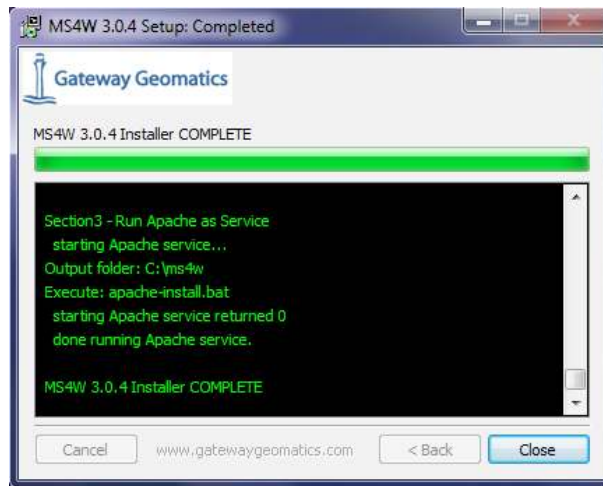 MS4W 3.0.4 Setup: Completed
Gateway Geomatics
MS4W 3.0.4 Installer COMPLETE
Section3 - Run Apache as Service
starting Apache service...
Output folder: C:\ms4w
Execute: apache-install.bat
starting Apache service returned 0
done running Apache service.
MS4W 3.0.4 Installer COMPLETE
Cancel www.gatewaygeomatics.com < Back Close